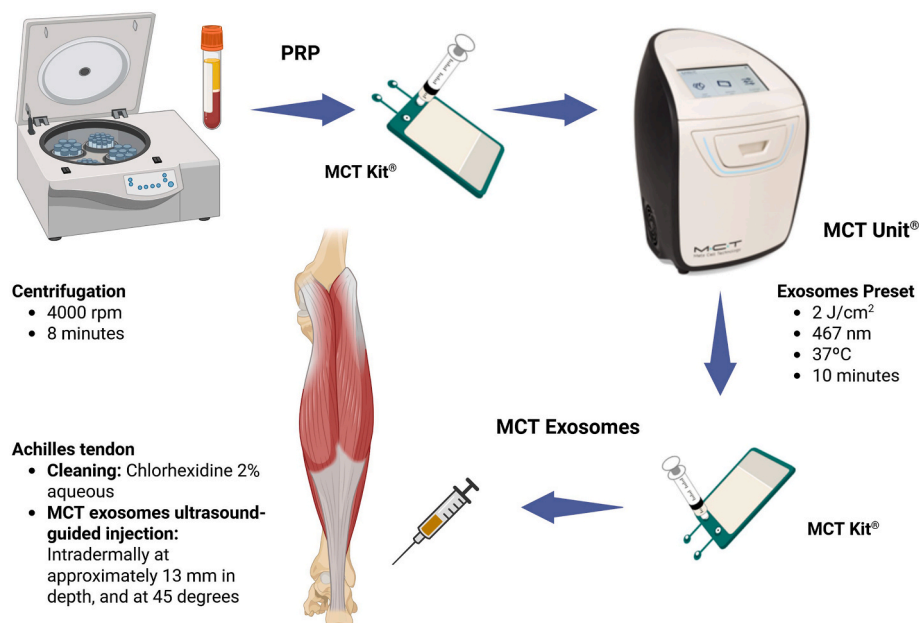 PRP
MCT Kit®
MCT
MCT Unit®
Centrifugation
• 4000 rpm
• 8 minutes
Exosomes Preset
• 2 J/cm²
• 467 nm
• 37ºC
• 10 minutes
MCT Exosomes
Achilles tendon
• Cleaning: Chlorhexidine 2%
aqueous
• MCT exosomes ultrasound-
guided injection:
Intradermally at
approximately 13 mm in
depth, and at 45 degrees
MCT Kit®